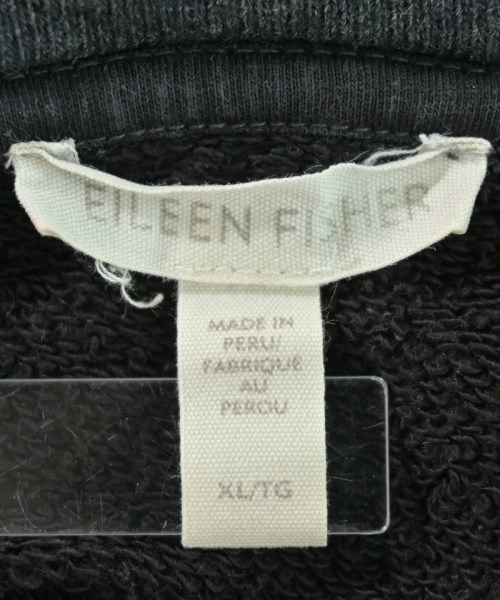 EILEEN FISHER
MADE IN
PERU/
FABRIQUÉ
AU
PEROU
XL/TG